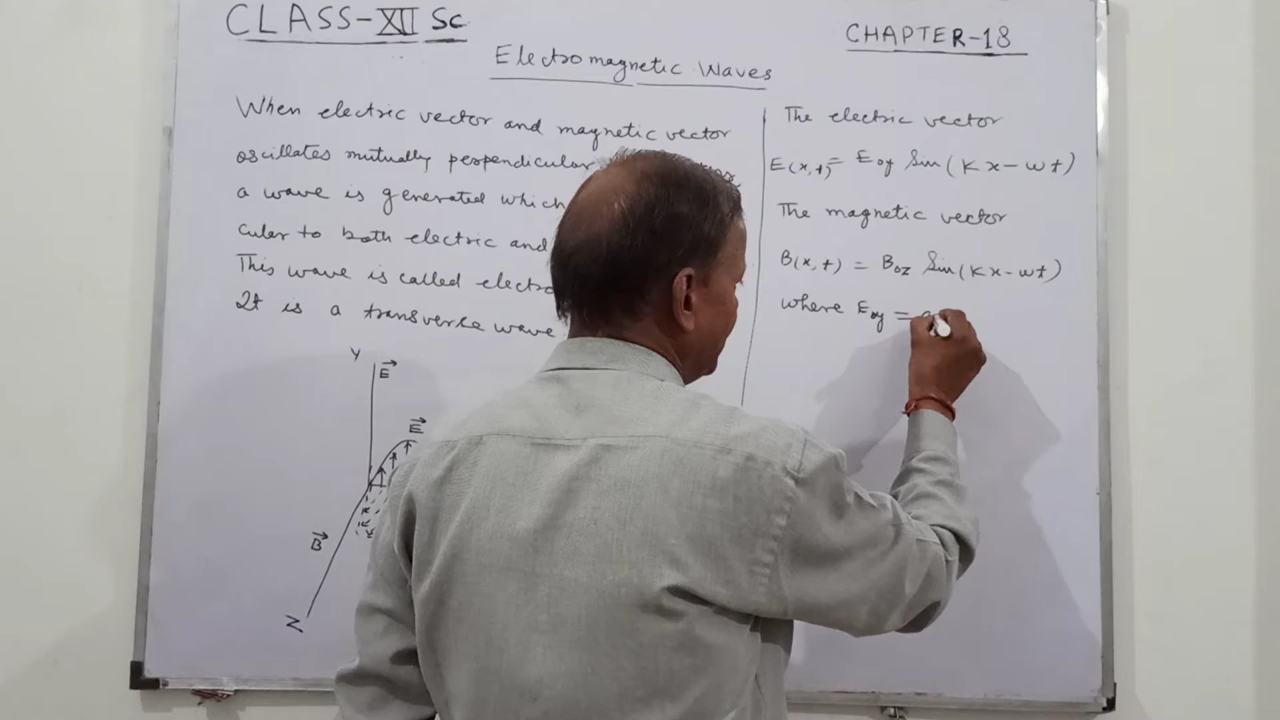 CLASS-XII Sc
CHAPTER-18
Electromagnetic Waves
When electric vector and magnetic vector
oscillates mutually perpendicular
a wave is generated which
cular to both electric and
This wave is called electro
It is a transverse wave
Y
E
E
B
Z
The electric vector
E(x,t) = Eoy Sin(Kx-wt)
The magnetic vector
B(x,t) = Boz Sin(Kx-wt)
where Eoy =